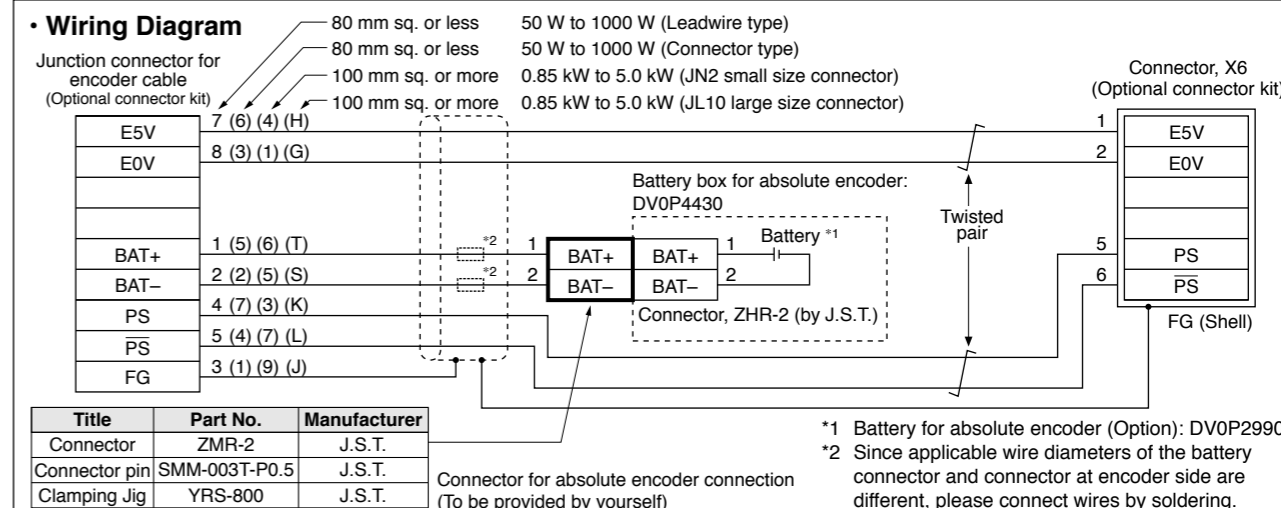 • Wiring Diagram
80 mm sq. or less 50 W to 1000 W (Leadwire type)
80 mm sq. or less 50 W to 1000 W (Connector type)
100 mm sq. or more 0.85 kW to 5.0 kW (JN2 small size connector)
100 mm sq. or more 0.85 kW to 5.0 kW (JL10 large size connector)
Junction connector for
encoder cable
(Optional connector kit)
Connector, X6
(Optional connector kit)
E5V 7 (6) (4) (H) 1 E5V
E0V 8 (3) (1) (G) 2 E0V
Battery box for absolute encoder:
DV0P4430
Twisted
pair
BAT+ 1 (5) (6) (T) *2 1 BAT+ BAT+ 1 Battery *1 5 PS
BAT– 2 (2) (5) (S) *2 2 BAT– BAT– 2 6 P̅S̅
Connector, ZHR-2 (by J.S.T.)
PS 4 (7) (3) (K)
P̅S̅ 5 (4) (7) (L)
FG 3 (1) (9) (J)
FG (Shell)
Title Part No. Manufacturer
Connector ZMR-2 J.S.T.
Connector pin SMM-003T-P0.5 J.S.T.
Clamping Jig YRS-800 J.S.T.
Connector for absolute encoder connection
(To be provided by yourself)
*1 Battery for absolute encoder (Option): DV0P2990
*2 Since applicable wire diameters of the battery
connector and connector at encoder side are
different, please connect wires by soldering.